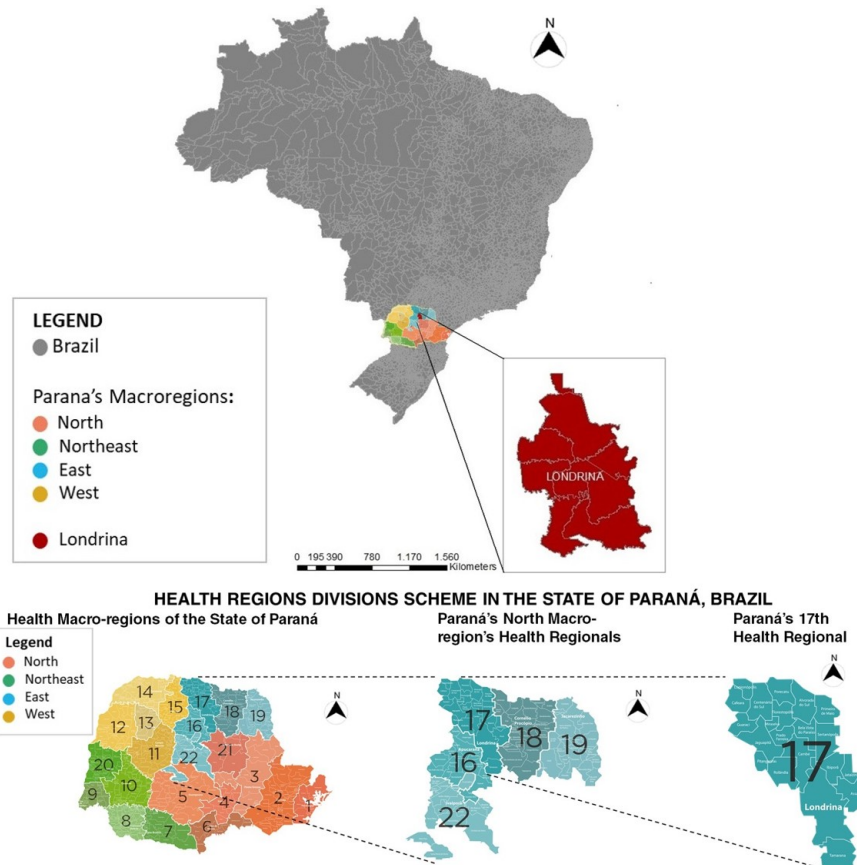 N
LEGEND
Brazil
Parana's Macroregions:
North
Northeast
East
West
Londrina
LONDRINA
0 195 390 780 1.170 1.560
Kilometers
HEALTH REGIONS DIVISIONS SCHEME IN THE STATE OF PARANÁ, BRAZIL
Health Macro-regions of the State of Paraná
Paraná's North Macro-
region's Health Regionals
Paraná's 17th
Health Regional
Legend
North
Northeast
East
West
N
14
15
17
18
19
12
13
16
11
22
21
20
10
9
5
4
3
2
1
8
7
6
N
17
Londrina
18
19
16
22
N
17
Londrina